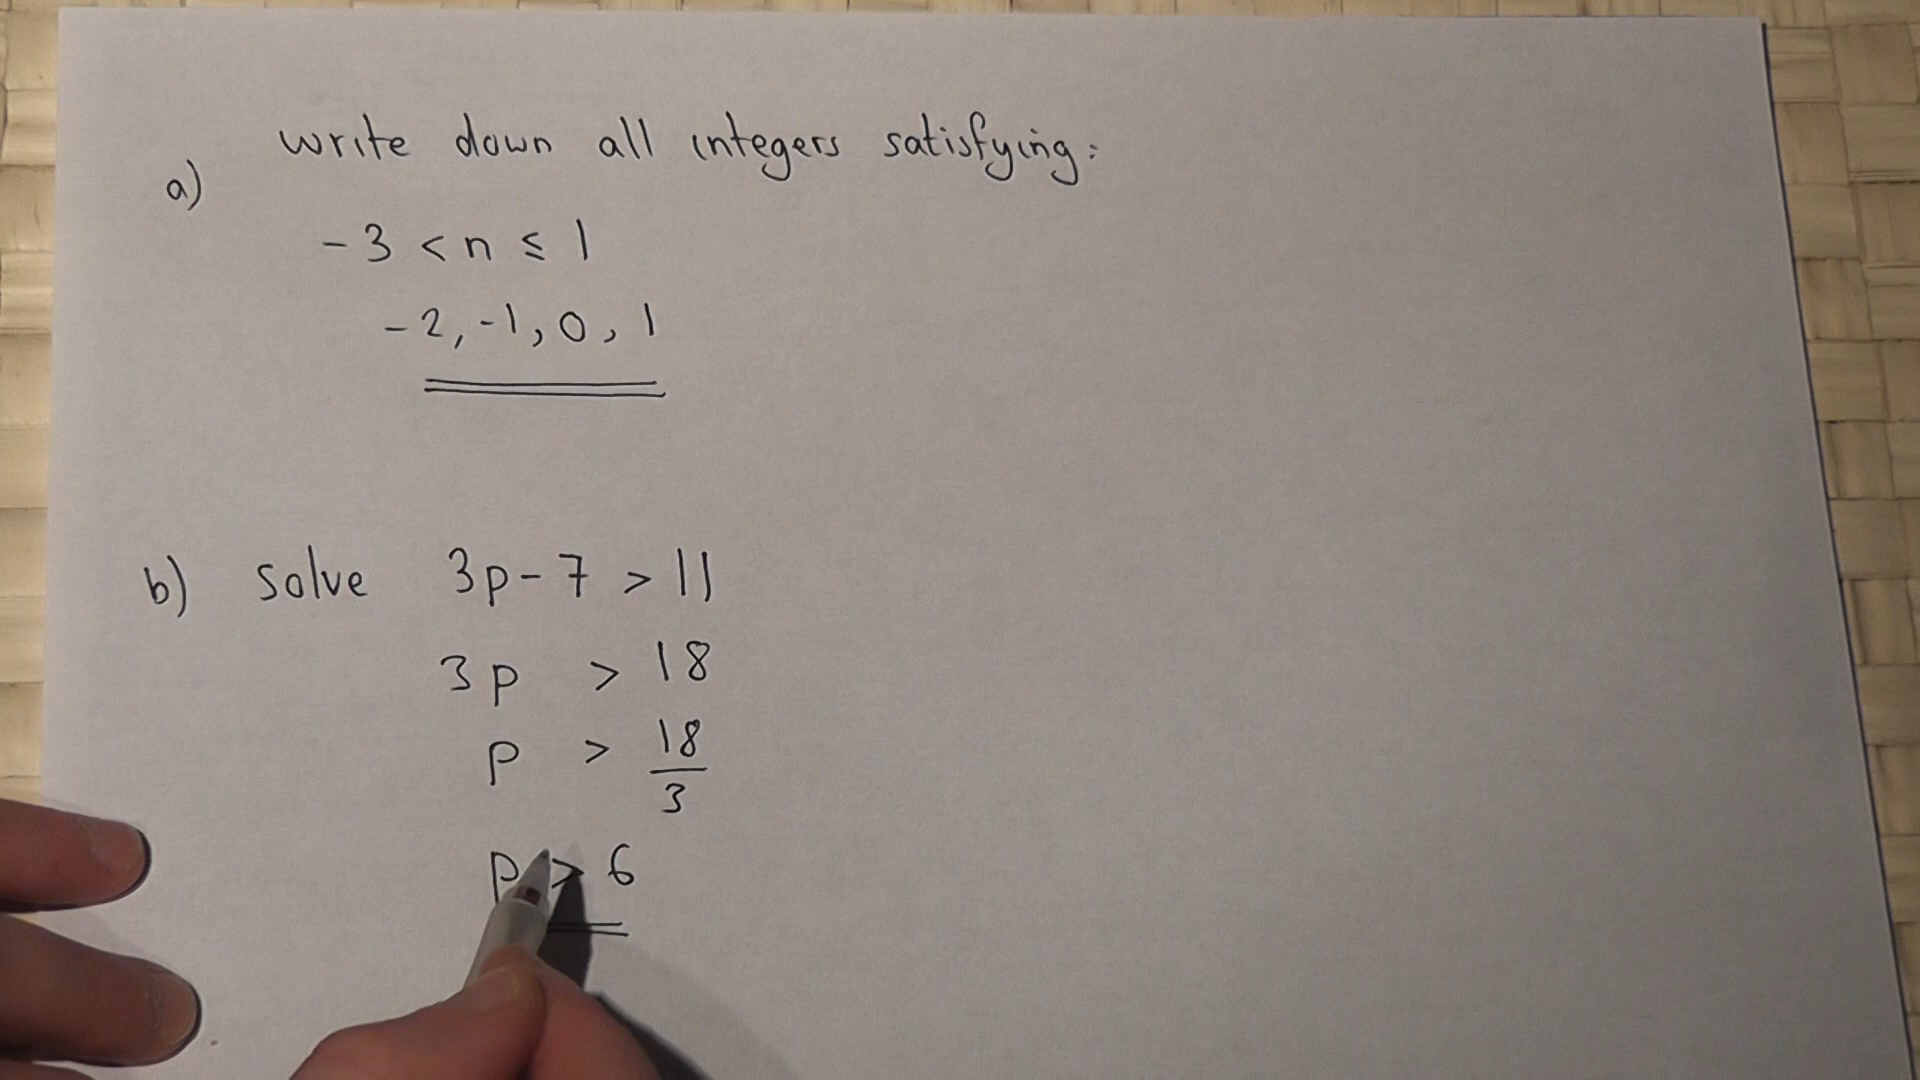 write down all integers satisfying:
a)
-3 < n ≤ 1
-2, -1, 0, 1
b) solve 3p - 7 > 11
3p > 18
p > 18/3
p > 6